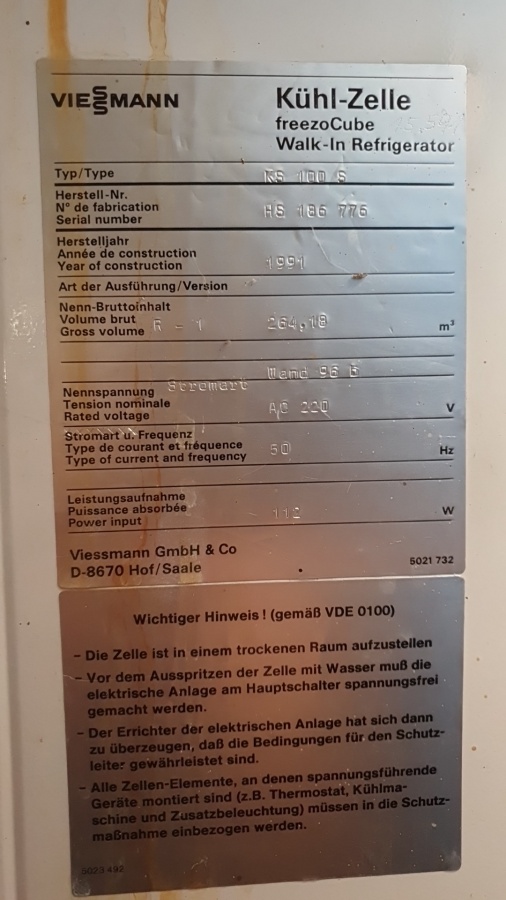 VIESSMANN
Kühl-Zelle
freezoCube
Walk-In Refrigerator
Typ/Type KS 100 S
Herstell-Nr.
N° de fabrication
Serial number HS 186 776
Herstelljahr
Année de construction
Year of construction 1991
Art der Ausführung/Version
Nenn-Bruttoinhalt
Volume brut
Gross volume R - 1 264,18 m³
Wand 96 B
Stromart
Nennspannung
Tension nominale
Rated voltage AC 220 V
Stromart u. Frequenz
Type de courant et fréquence
Type of current and frequency 50 Hz
Leistungsaufnahme
Puissance absorbée
Power input 112 W
Viessmann GmbH & Co
D-8670 Hof/Saale
5021 732
Wichtiger Hinweis! (gemäß VDE 0100)
- Die Zelle ist in einem trockenen Raum aufzustellen
- Vor dem Ausspritzen der Zelle mit Wasser muß die
elektrische Anlage am Hauptschalter spannungsfrei
gemacht werden.
- Der Errichter der elektrischen Anlage hat sich dann
zu überzeugen, daß die Bedingungen für den Schutz-
leiter gewährleistet sind.
- Alle Zellen-Elemente, an denen spannungsführende
Geräte montiert sind (z.B. Thermostat, Kühlma-
schine und Zusatzbeleuchtung) müssen in die Schutz-
maßnahme einbezogen werden.
5023 492